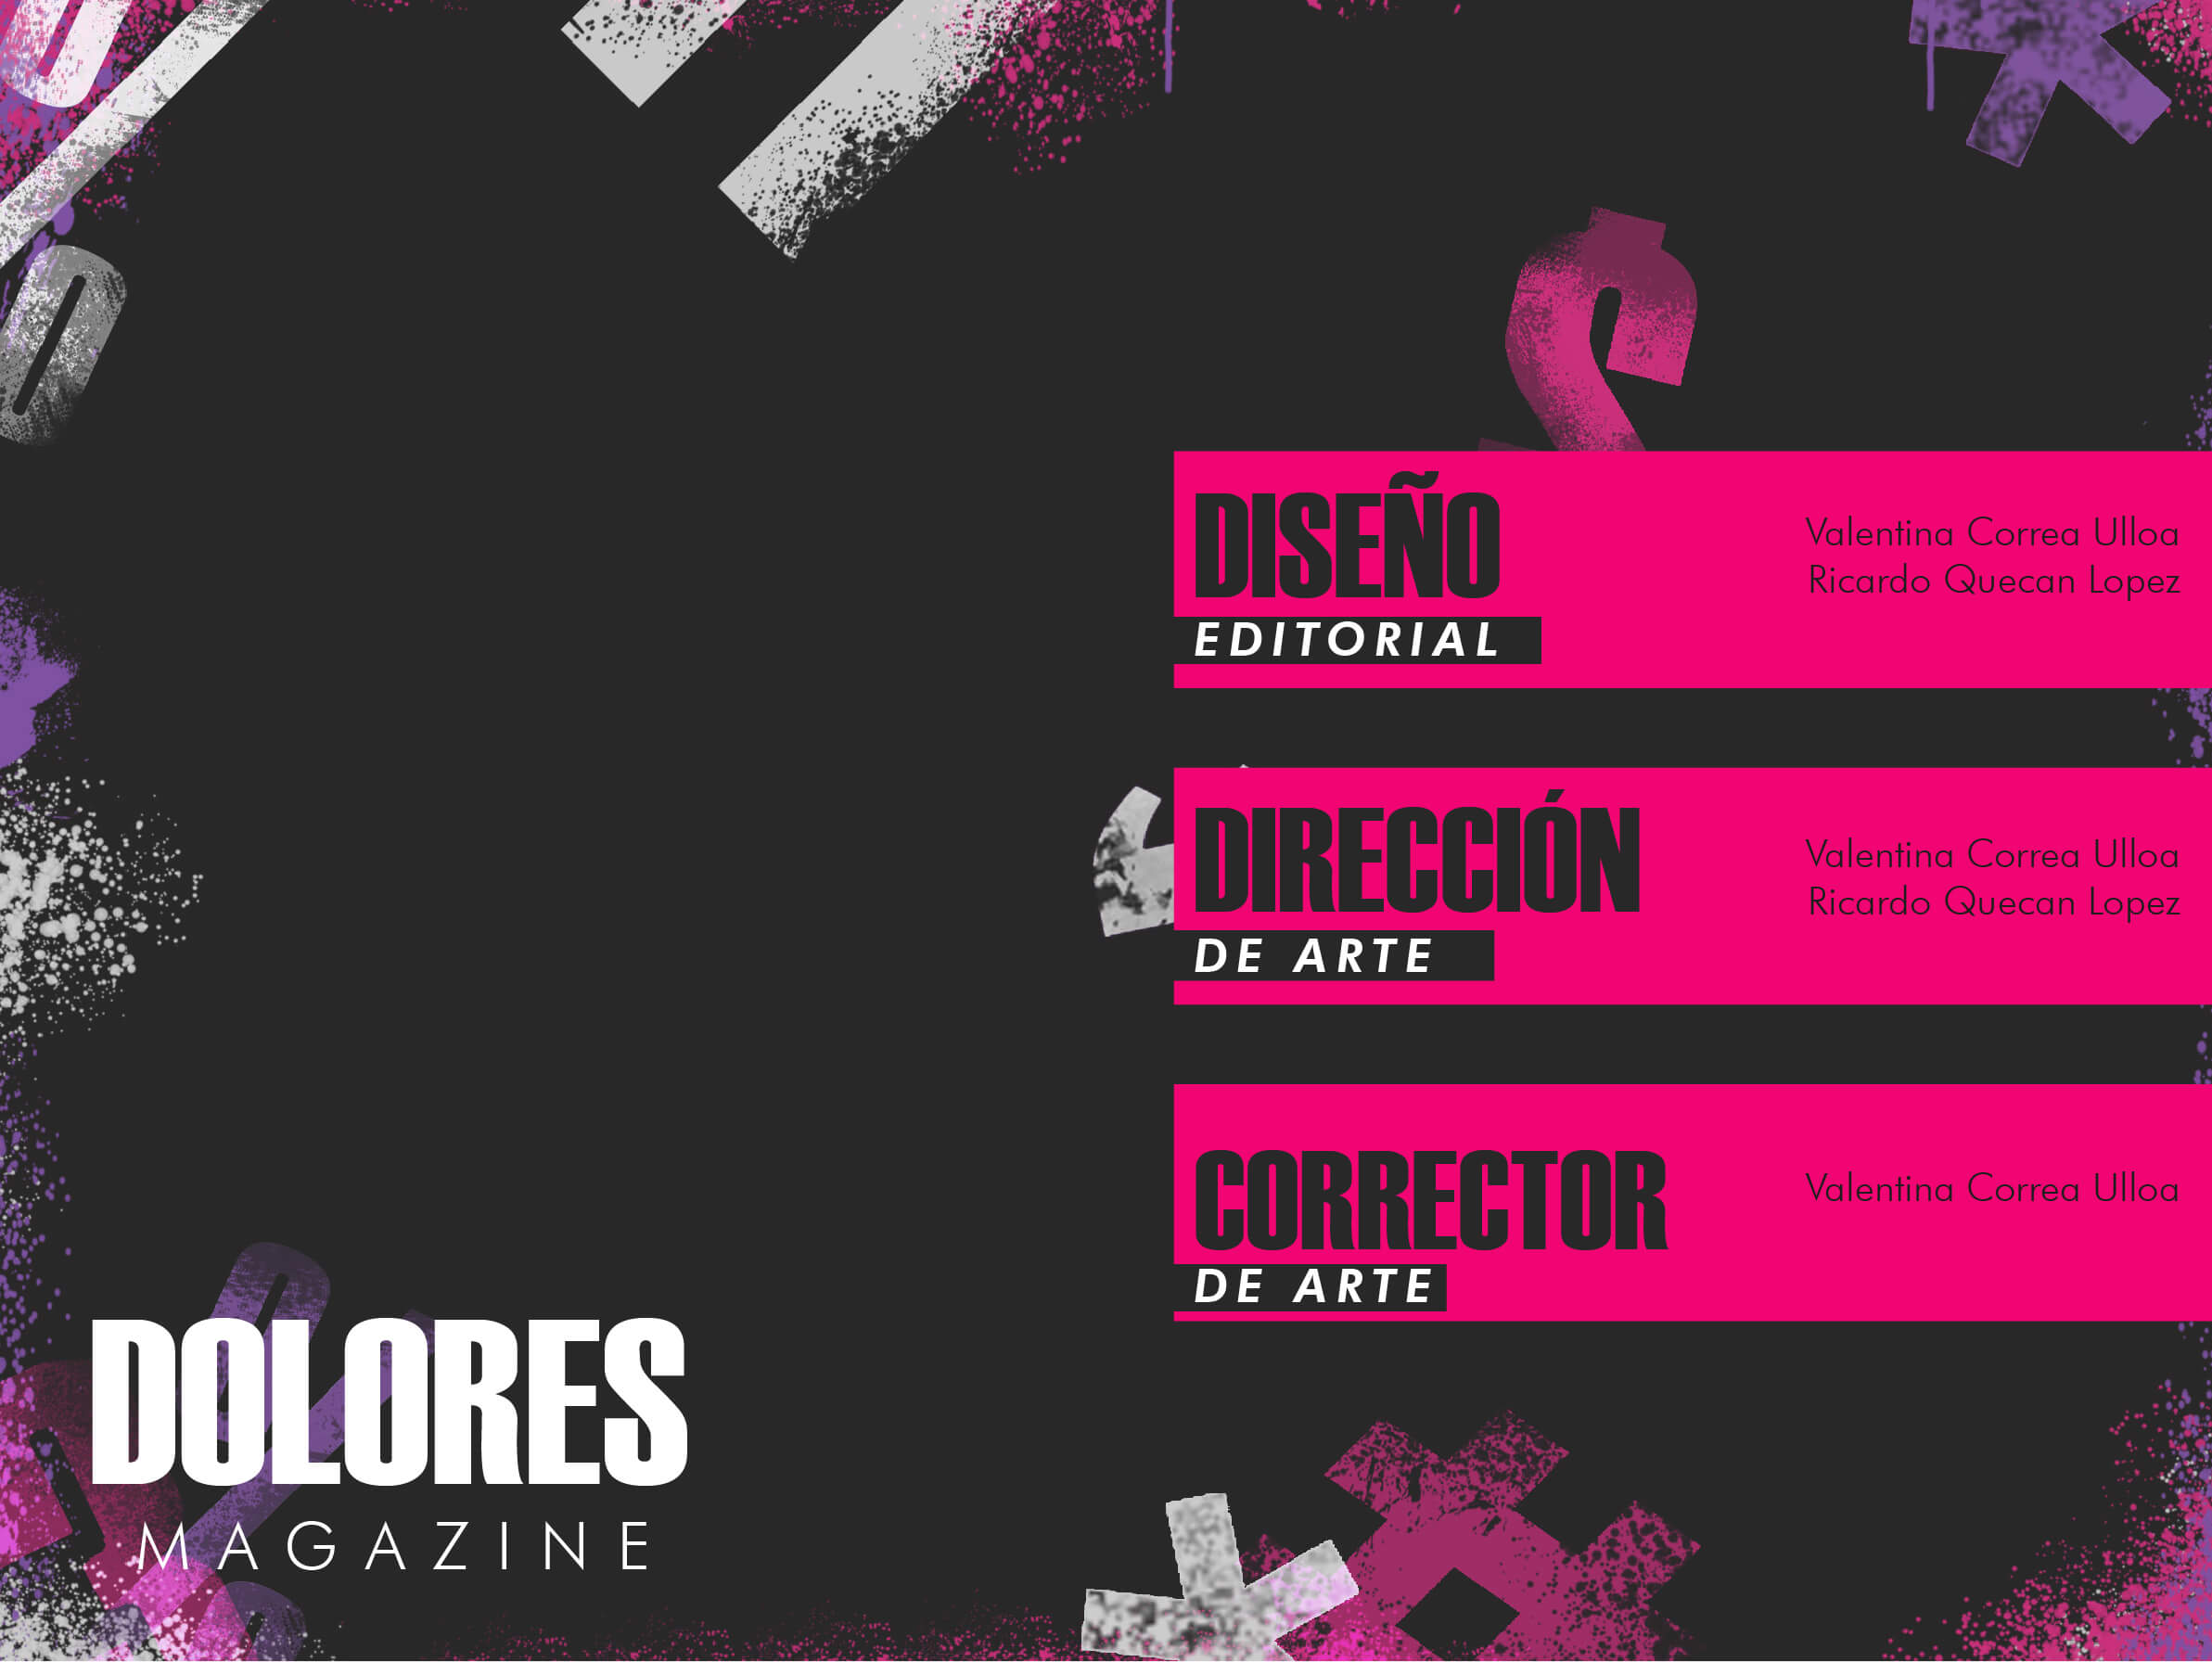 DISEÑO
EDITORIAL
Valentina Correa Ulloa
Ricardo Quecan Lopez
DIRECCIÓN
DE ARTE
Valentina Correa Ulloa
Ricardo Quecan Lopez
CORRECTOR
DE ARTE
Valentina Correa Ulloa
DOLORES
MAGAZINE